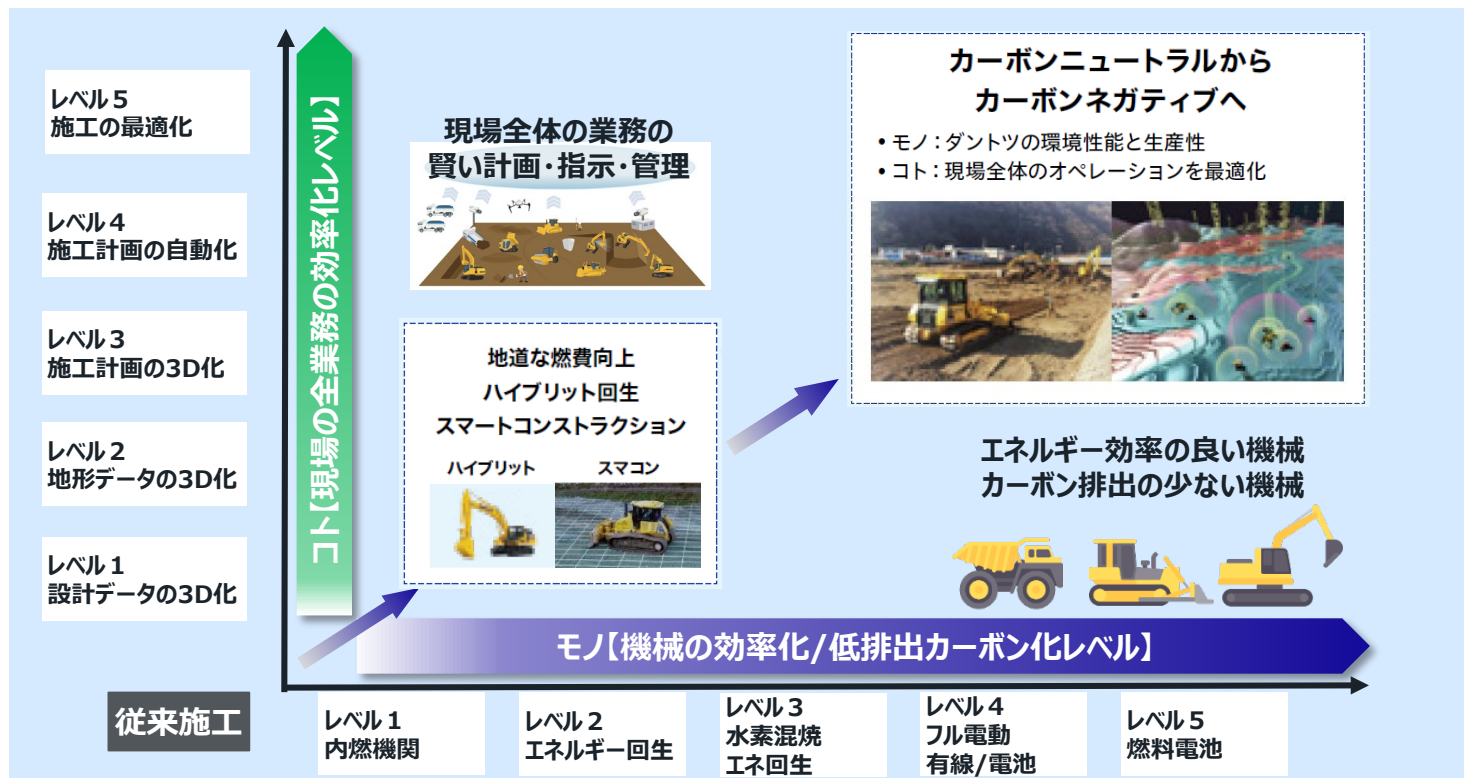 レベル５
施工の最適化
レベル４
施工計画の自動化
レベル３
施工計画の3D化
レベル２
地形データの3D化
レベル１
設計データの3D化
コト【現場の全業務の効率化レベル】
現場全体の業務の
賢い計画・指示・管理
地道な燃費向上
ハイブリット回生
スマートコンストラクション
ハイブリット
スマコン
カーボンニュートラルから
カーボンネガティブへ
• モノ：ダントツの環境性能と生産性
• コト：現場全体のオペレーションを最適化
エネルギー効率の良い機械
カーボン排出の少ない機械
モノ【機械の効率化/低排出カーボン化レベル】
従来施工
レベル１
内燃機関
レベル２
エネルギー回生
レベル３
水素混焼
エネ回生
レベル４
フル電動
有線/電池
レベル５
燃料電池